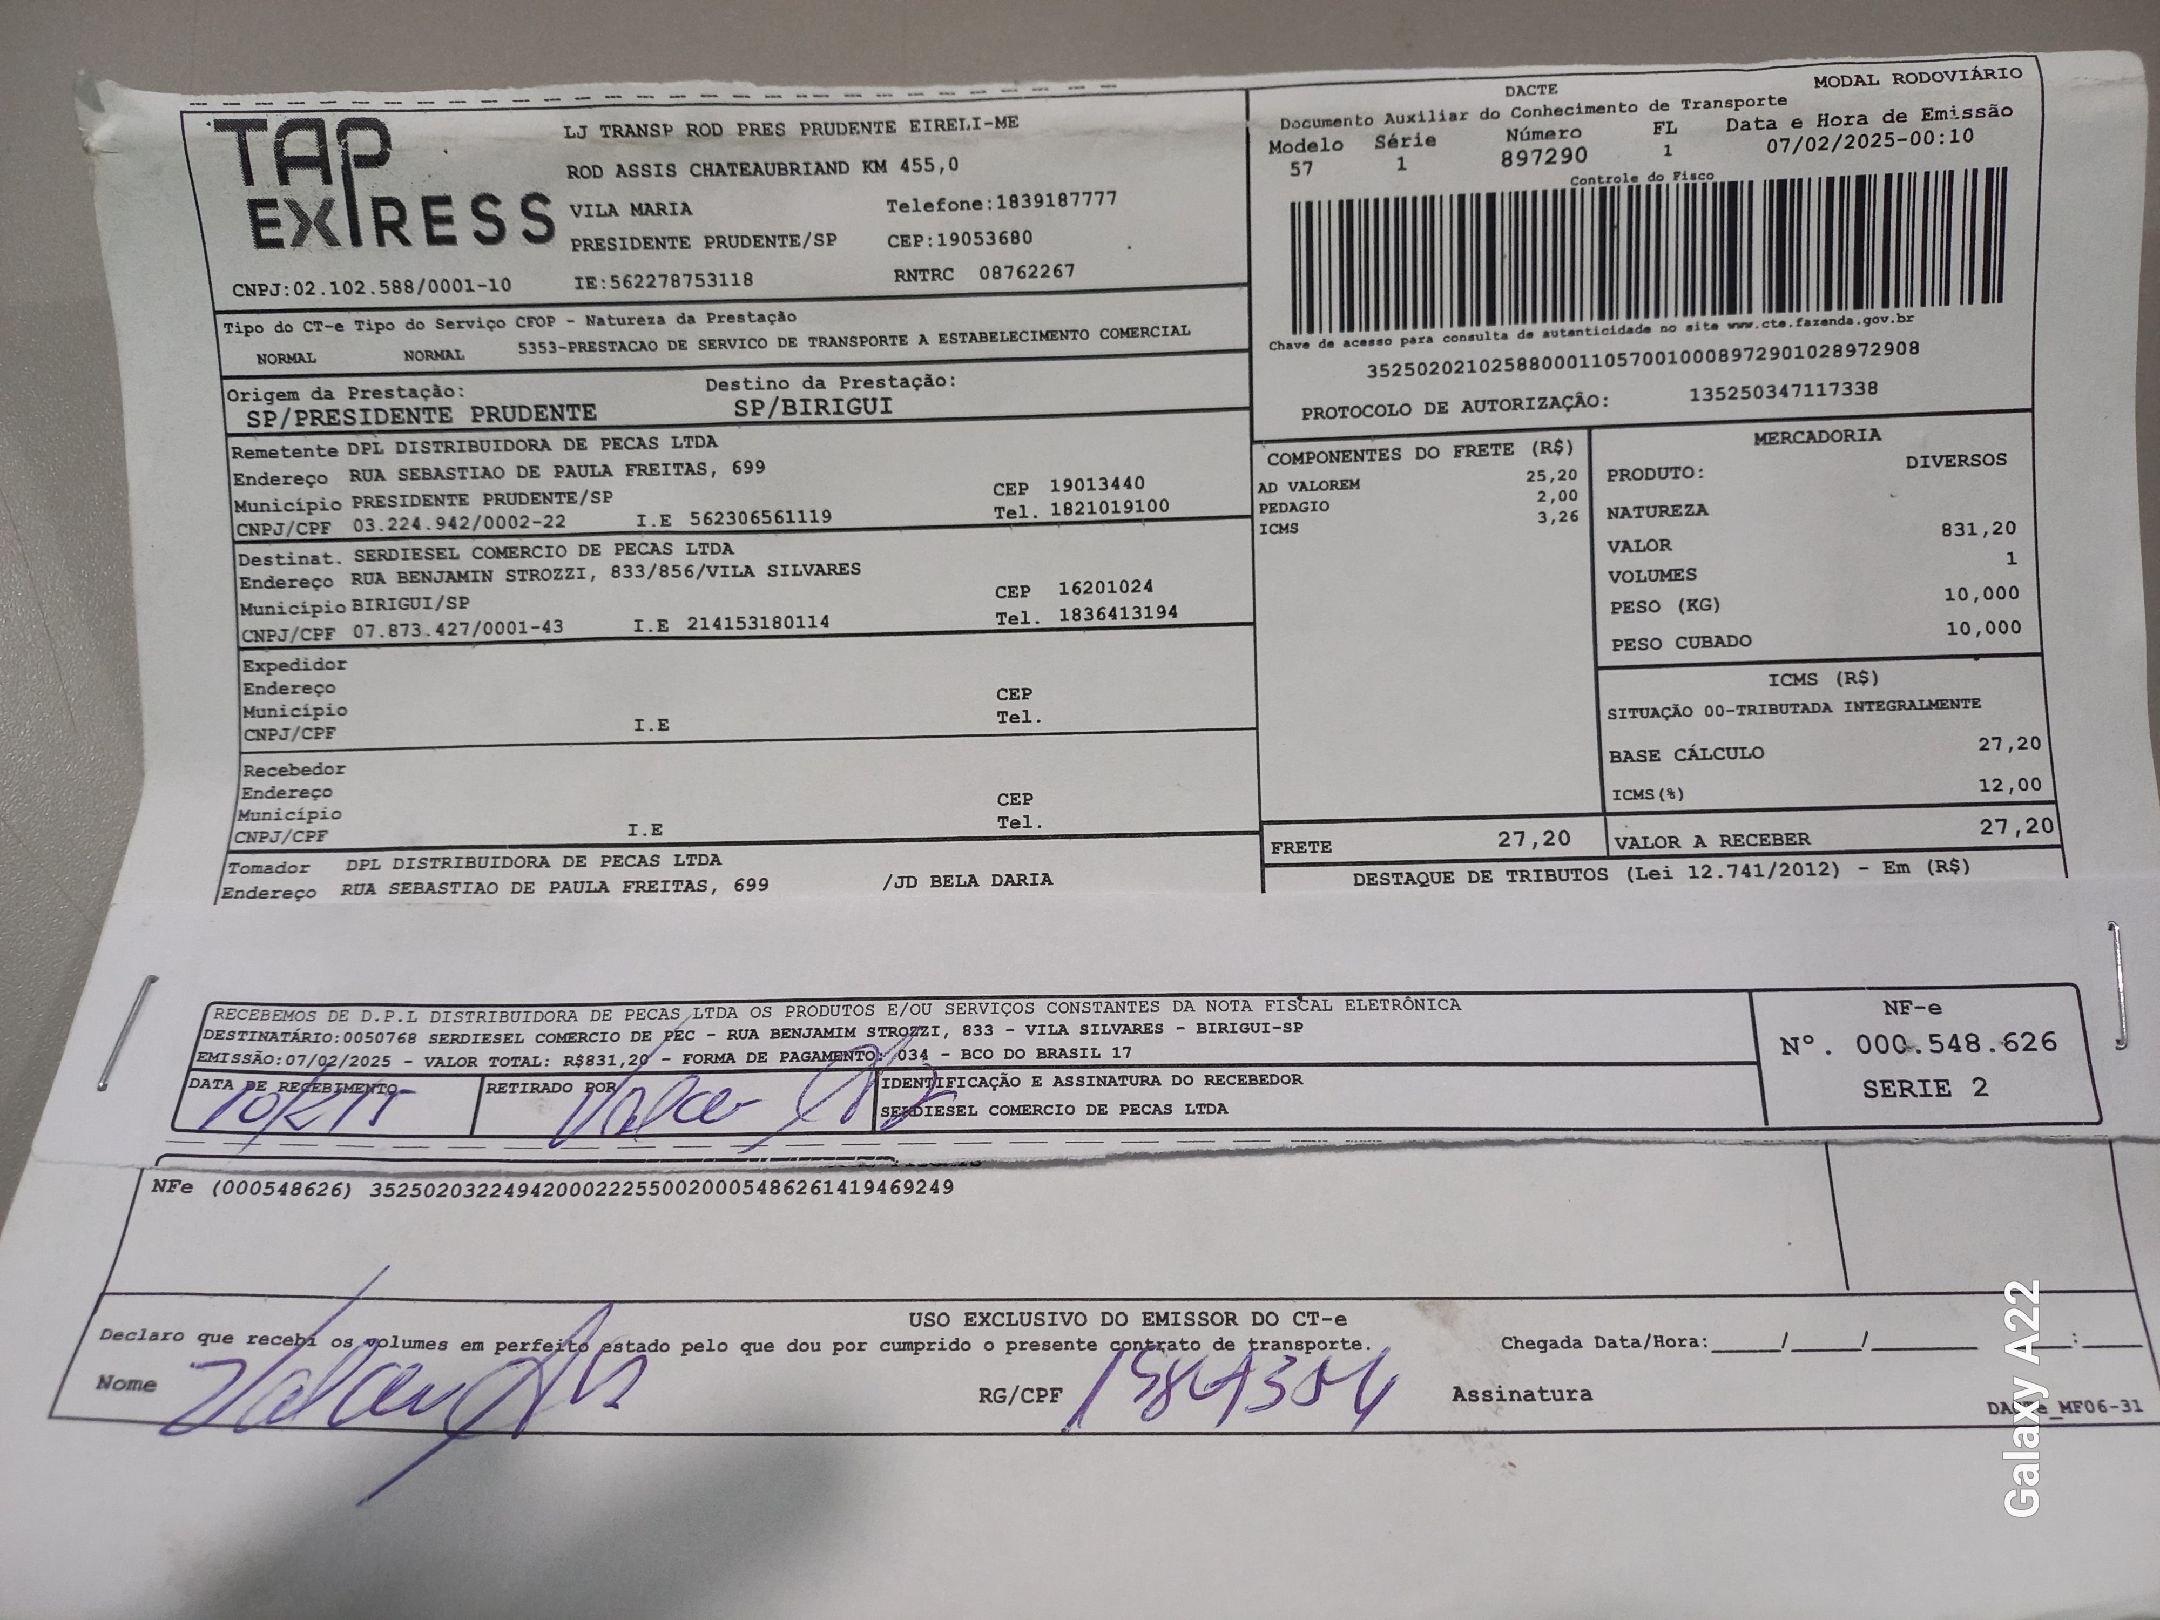 TAP EXPRESS
LJ TRANSP ROD PRES PRUDENTE EIRELI-ME
ROD ASSIS CHATEAUBRIAND KM 455,0
VILA MARIA Telefone:1839187777
PRESIDENTE PRUDENTE/SP CEP:19053680
CNPJ:02.102.588/0001-10 IE:562278753118 RNTRC 08762267
DACTE MODAL RODOVIÁRIO
Documento Auxiliar do Conhecimento de Transporte
Modelo Série Número FL Data e Hora de Emissão
57 1 897290 1 07/02/2025-00:10
Controle do Fisco
Chave de acesso para consulta de autenticidade no site www.cte.fazenda.gov.br
35250202102588000110570010008972901028972908
PROTOCOLO DE AUTORIZAÇÃO: 135250347117338
Tipo do CT-e Tipo do Serviço CFOP - Natureza da Prestação
NORMAL NORMAL 5353-PRESTACAO DE SERVICO DE TRANSPORTE A ESTABELECIMENTO COMERCIAL
Origem da Prestação: Destino da Prestação:
SP/PRESIDENTE PRUDENTE SP/BIRIGUI
Remetente DPL DISTRIBUIDORA DE PECAS LTDA
Endereço RUA SEBASTIAO DE PAULA FREITAS, 699
Município PRESIDENTE PRUDENTE/SP CEP 19013440
CNPJ/CPF 03.224.942/0002-22 I.E 562306561119 Tel. 1821019100
Destinat. SERDIESEL COMERCIO DE PECAS LTDA
Endereço RUA BENJAMIN STROZZI, 833/856/VILA SILVARES
Município BIRIGUI/SP CEP 16201024
CNPJ/CPF 07.873.427/0001-43 I.E 214153180114 Tel. 1836413194
Expedidor
Endereço
Município CEP
CNPJ/CPF I.E Tel.
Recebedor
Endereço
Município CEP
CNPJ/CPF I.E Tel.
Tomador DPL DISTRIBUIDORA DE PECAS LTDA
Endereço RUA SEBASTIAO DE PAULA FREITAS, 699 /JD BELA DARIA
COMPONENTES DO FRETE (R$)
AD VALOREM 25,20
PEDAGIO 2,00
ICMS 3,26
FRETE 27,20
MERCADORIA
PRODUTO: DIVERSOS
NATUREZA
VALOR 831,20
VOLUMES 1
PESO (KG) 10,000
PESO CUBADO 10,000
ICMS (R$)
SITUAÇÃO 00-TRIBUTADA INTEGRALMENTE
BASE CÁLCULO 27,20
ICMS(%) 12,00
VALOR A RECEBER 27,20
DESTAQUE DE TRIBUTOS (Lei 12.741/2012) - Em (R$)
RECEBEMOS DE D.P.L DISTRIBUIDORA DE PECAS LTDA OS PRODUTOS E/OU SERVIÇOS CONSTANTES DA NOTA FISCAL ELETRÔNICA
DESTINATÁRIO:0050768 SERDIESEL COMERCIO DE PEC - RUA BENJAMIM STROZZI, 833 - VILA SILVARES - BIRIGUI-SP
EMISSÃO:07/02/2025 - VALOR TOTAL: R$831,20 - FORMA DE PAGAMENTO: 034 - BCO DO BRASIL 17
DATA DE RECEBIMENTO RETIRADO POR IDENTIFICAÇÃO E ASSINATURA DO RECEBEDOR
SERDIESEL COMERCIO DE PECAS LTDA
NF-e
Nº. 000.548.626
SERIE 2
NFe (000548626) 35250203224942000222550020005486261419469249
USO EXCLUSIVO DO EMISSOR DO CT-e
Declaro que recebi os volumes em perfeito estado pelo que dou por cumprido o presente contrato de transporte. Chegada Data/Hora:_____/_____/_________ ____:_____
Nome RG/CPF Assinatura
MF06-31
Galaxy A22